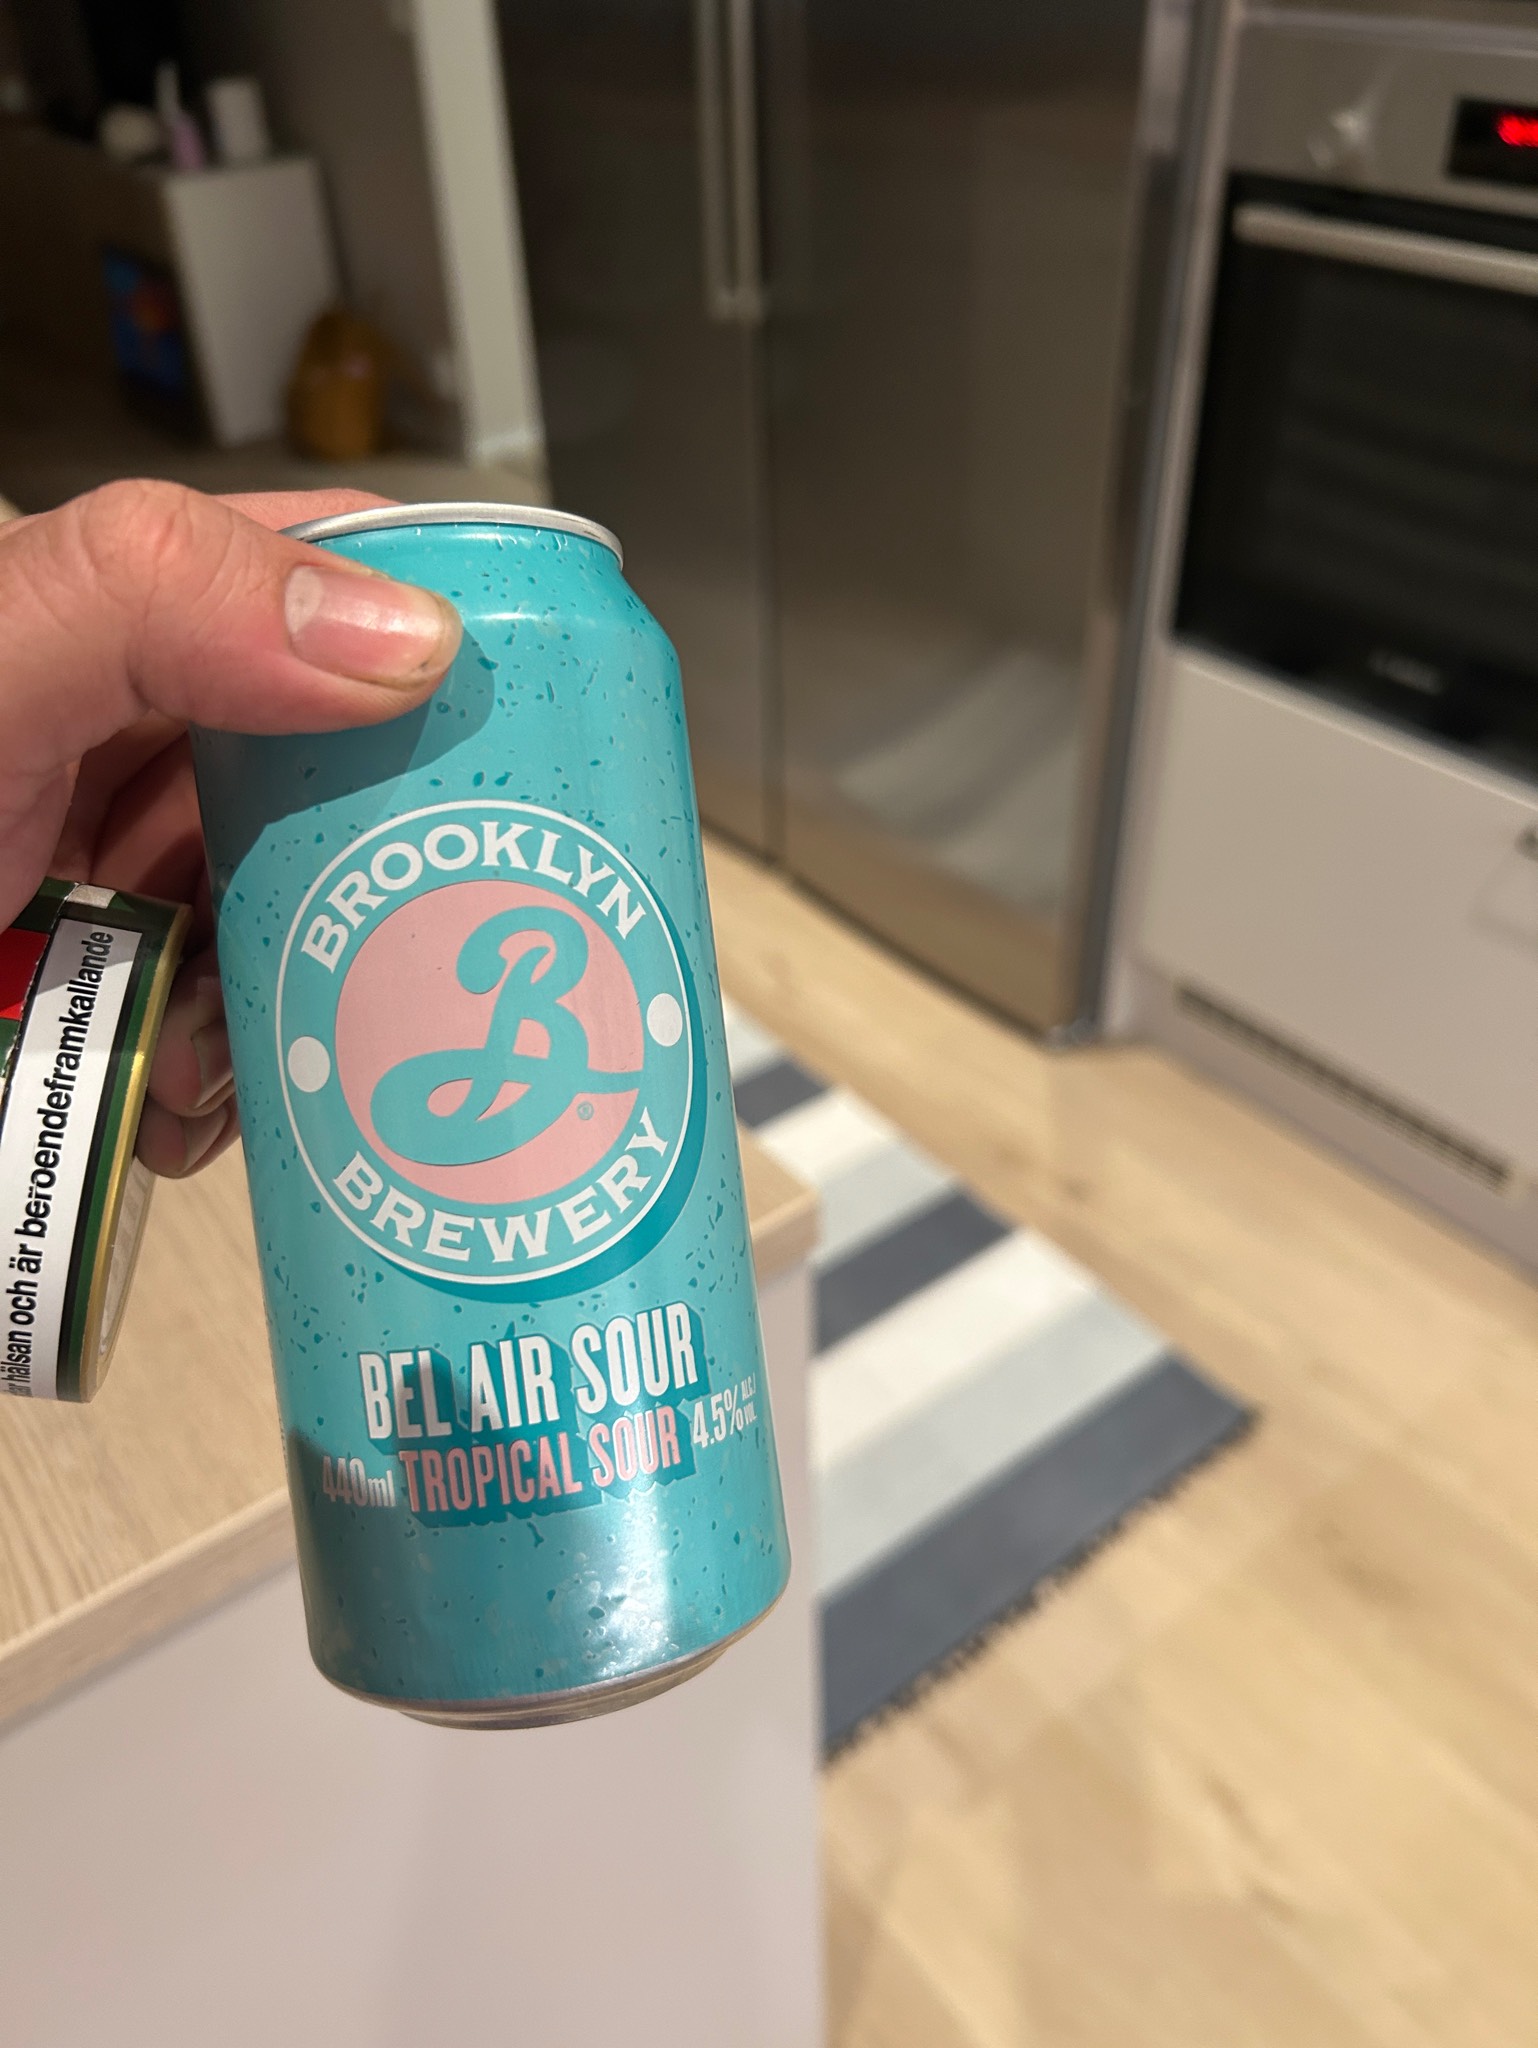 BROOKLYN
B®
BREWERY
BEL AIR SOUR
440ml TROPICAL SOUR 4.5% ALC./VOL.
hälsan och är beroendeframkallande